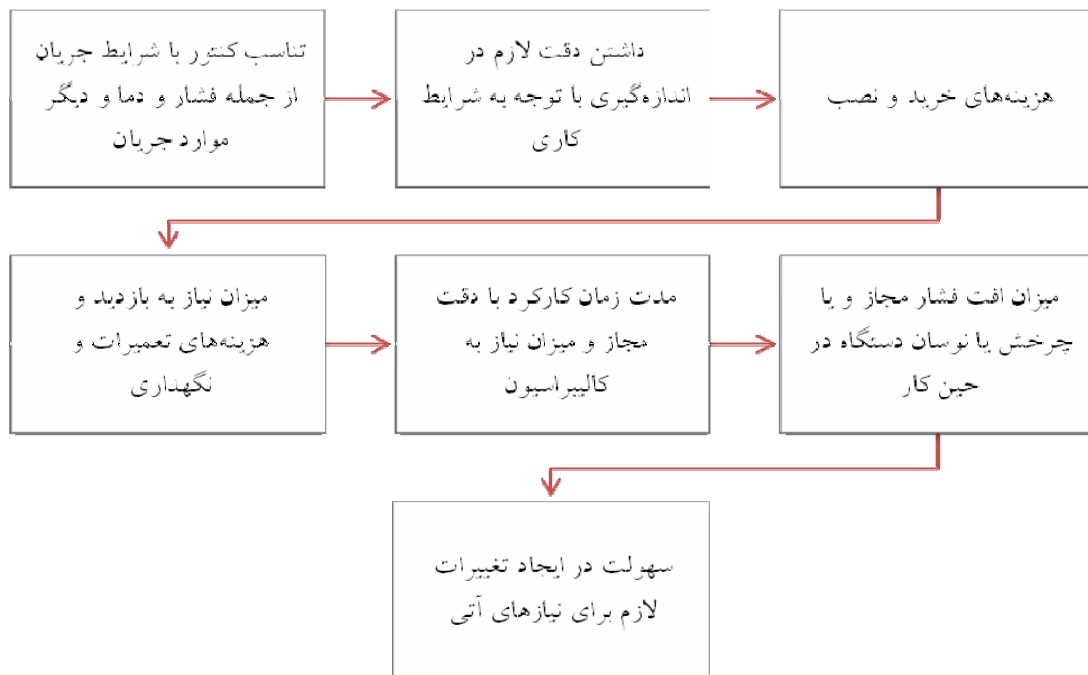 تناسب کنتور با شرایط جریان
از جمله فشار و دما و دیگر
موارد جریان
داشتن دقت لازم در
اندازه‌گیری با توجه به شرایط
کاری
هزینه‌های خرید و نصب
میزان نیاز به بازدید و
هزینه‌های تعمیرات و
نگهداری
مدت زمان کارکرد با دقت
مجاز و میزان نیاز به
کالیبراسیون
میزان افت فشار مجاز و یا
چرخش یا نوسان دستگاه در
حین کار
سهولت در ایجاد تغییرات
لازم برای نیازهای آتی